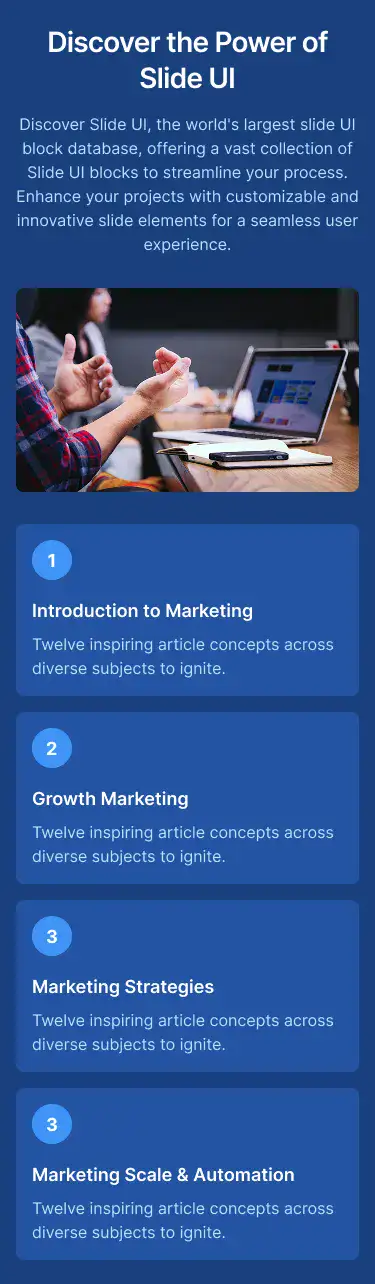 Discover the Power of
Slide UI
Discover Slide UI, the world's largest slide UI
block database, offering a vast collection of
Slide UI blocks to streamline your process.
Enhance your projects with customizable and
innovative slide elements for a seamless user
experience.
1
Introduction to Marketing
Twelve inspiring article concepts across
diverse subjects to ignite.
2
Growth Marketing
Twelve inspiring article concepts across
diverse subjects to ignite.
3
Marketing Strategies
Twelve inspiring article concepts across
diverse subjects to ignite.
3
Marketing Scale & Automation
Twelve inspiring article concepts across
diverse subjects to ignite.